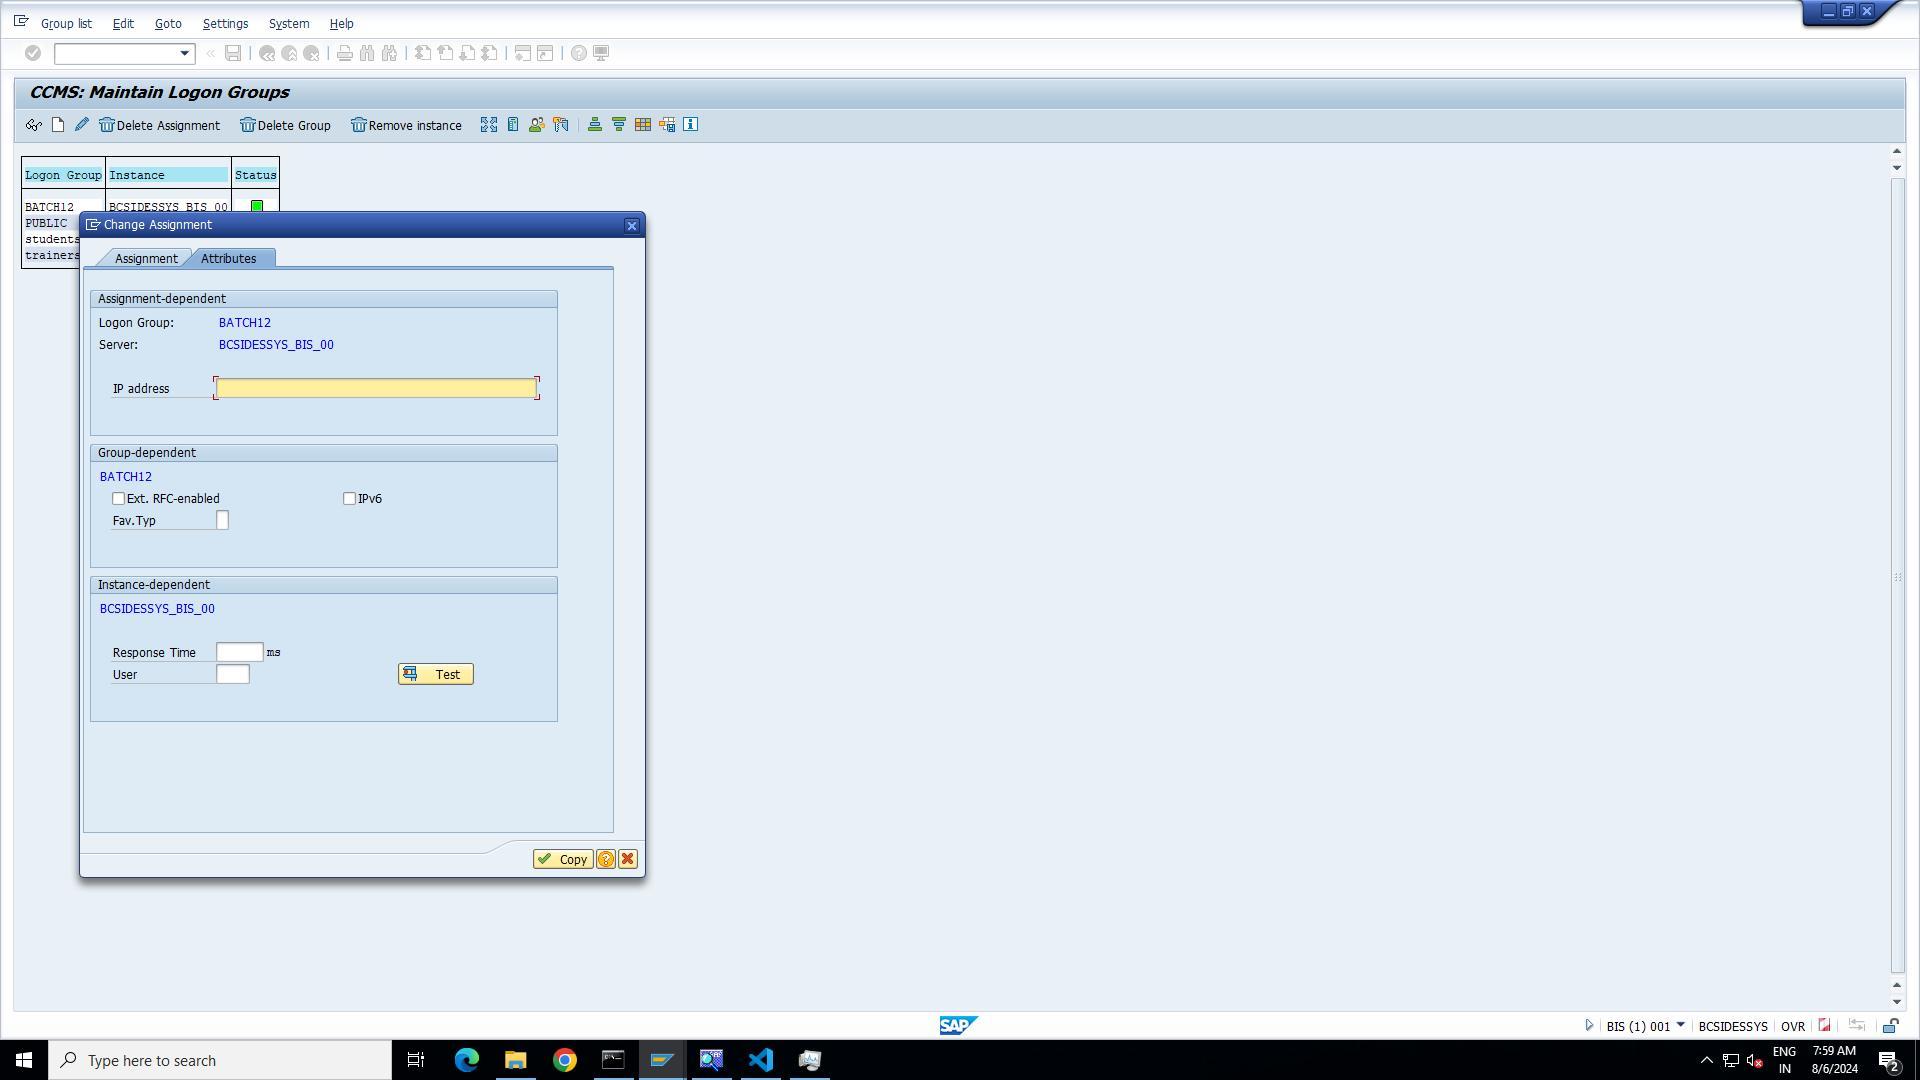 Group list Edit Goto Settings System Help
CCMS: Maintain Logon Groups
Delete Assignment Delete Group Remove instance
Logon Group Instance Status
BATCH12 BCSIDESSYS_BIS_00
PUBLIC
students
trainers
Change Assignment
Assignment Attributes
Assignment-dependent
Logon Group: BATCH12
Server: BCSIDESSYS_BIS_00
IP address
Group-dependent
BATCH12
Ext. RFC-enabled IPv6
Fav.Typ
Instance-dependent
BCSIDESSYS_BIS_00
Response Time ms
User Test
Copy
SAP
BIS (1) 001 BCSIDESSYS OVR
Type here to search
ENG
IN
7:59 AM
8/6/2024
2